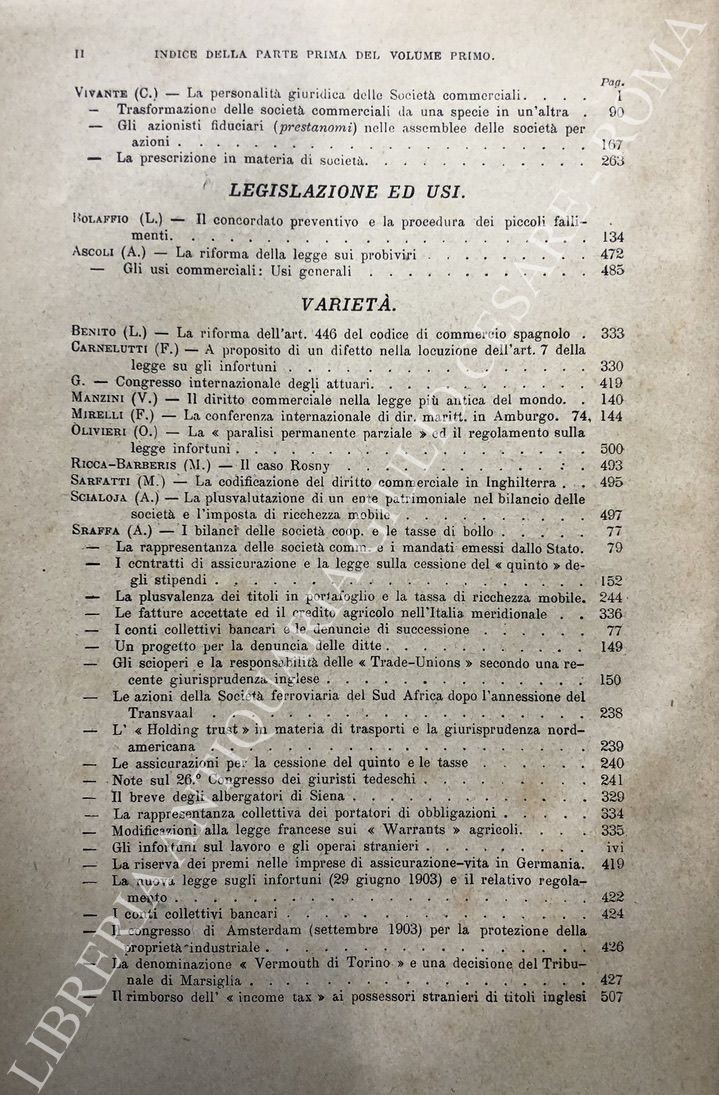 II INDICE DELLA PARTE PRIMA DEL VOLUME PRIMO.
Pag.
VIVANTE (C.) — La personalità giuridica delle Società commerciali. . . . 1
— Trasformazione delle società commerciali da una specie in un'altra . 90
— Gli azionisti fiduciari (prestanomi) nelle assemblee delle società per
azioni . . . . . . . . . . . . . . . . . . 167
— La prescrizione in materia di società. . . . . . . . . . . 263
LEGISLAZIONE ED USI.
BOLAFFIO (L.) — Il concordato preventivo e la procedura dei piccoli falli-
menti. . . . . . . . . . . . . . . . . . . 134
ASCOLI (A.) — La riforma della legge sui probiviri . . . . . . . . 472
— Gli usi commerciali: Usi generali . . . . . . . . . . . 485
VARIETÀ.
BENITO (L.) — La riforma dell'art. 446 del codice di commercio spagnolo . 333
CARNELUTTI (F.) — A proposito di un difetto nella locuzione dell'art. 7 della
legge su gli infortuni . . . . . . . . . . . . . . 330
G. — Congresso internazionale degli attuari. . . . . . . . . . 419
MANZINI (V.) — Il diritto commerciale nella legge più antica del mondo. . 140
MIRELLI (F.) — La conferenza internazionale di dir. maritt. in Amburgo. 74, 144
OLIVIERI (O.) — La « paralisi permanente parziale » ed il regolamento sulla
legge infortuni . . . . . . . . . . . . . . . . 500
RICCA-BARBERIS (M.) — Il caso Rosny . . . . . . . . . . . 493
SARFATTI (M.) — La codificazione del diritto commerciale in Inghilterra . . 495
SCIALOJA (A.) — La plusvalutazione di un ente patrimoniale nel bilancio delle
società e l'imposta di ricchezza mobile . . . . . . . . . 497
SRAFFA (A.) — I bilanci delle società coop. e le tasse di bollo . . . . . 77
— La rappresentanza delle società comm. e i mandati emessi dallo Stato. 79
— I contratti di assicurazione e la legge sulla cessione del « quinto » de-
gli stipendi . . . . . . . . . . . . . . . . . 152
— La plusvalenza dei titoli in portafoglio e la tassa di ricchezza mobile. 244
— Le fatture accettate ed il credito agricolo nell'Italia meridionale . . 336
— I conti collettivi bancari e le denuncie di successione . . . . . . 77
— Un progetto per la denuncia delle ditte . . . . . . . . . . 149
— Gli scioperi e la responsabilità delle « Trade-Unions » secondo una re-
cente giurisprudenza inglese . . . . . . . . . . . . 150
— Le azioni della Società ferroviaria del Sud Africa dopo l'annessione del
Transvaal . . . . . . . . . . . . . . . . . 238
— L' « Holding trust » in materia di trasporti e la giurisprudenza nord-
americana . . . . . . . . . . . . . . . . . 239
— Le assicurazioni per la cessione del quinto e le tasse . . . . . . 240
— Note sul 26.º Congresso dei giuristi tedeschi . . . . . . . . 241
— Il breve degli albergatori di Siena . . . . . . . . . . . . 329
— La rappresentanza collettiva dei portatori di obbligazioni . . . . . 334
— Modificazioni alla legge francese sui « Warrants » agricoli. . . . 335
— Gli infortuni sul lavoro e gli operai stranieri . . . . . . . . ivi
— La riserva dei premi nelle imprese di assicurazione-vita in Germania. 419
— La nuova legge sugli infortuni (29 giugno 1903) e il relativo regola-
mento . . . . . . . . . . . . . . . . . . . 422
— I conti collettivi bancari . . . . . . . . . . . . . . . 424
— Il congresso di Amsterdam (settembre 1903) per la protezione della
proprietà industriale . . . . . . . . . . . . . . . 426
— La denominazione « Vermouth di Torino » e una decisione del Tribu-
nale di Marsiglia . . . . . . . . . . . . . . . . 427
— Il rimborso dell' « income tax » ai possessori stranieri di titoli inglesi 507